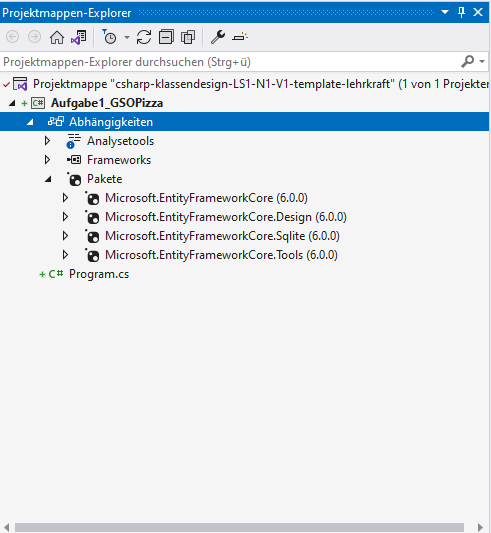 Projektmappen-Explorer
Projektmappen-Explorer durchsuchen (Strg+ü)
Projektmappe "csharp-klassendesign-LS1-N1-V1-template-lehrkraft" (1 von 1 Projekten
Aufgabe1_GSOPizza
Abhängigkeiten
Analysetools
Frameworks
Pakete
Microsoft.EntityFrameworkCore (6.0.0)
Microsoft.EntityFrameworkCore.Design (6.0.0)
Microsoft.EntityFrameworkCore.Sqlite (6.0.0)
Microsoft.EntityFrameworkCore.Tools (6.0.0)
C# Program.cs